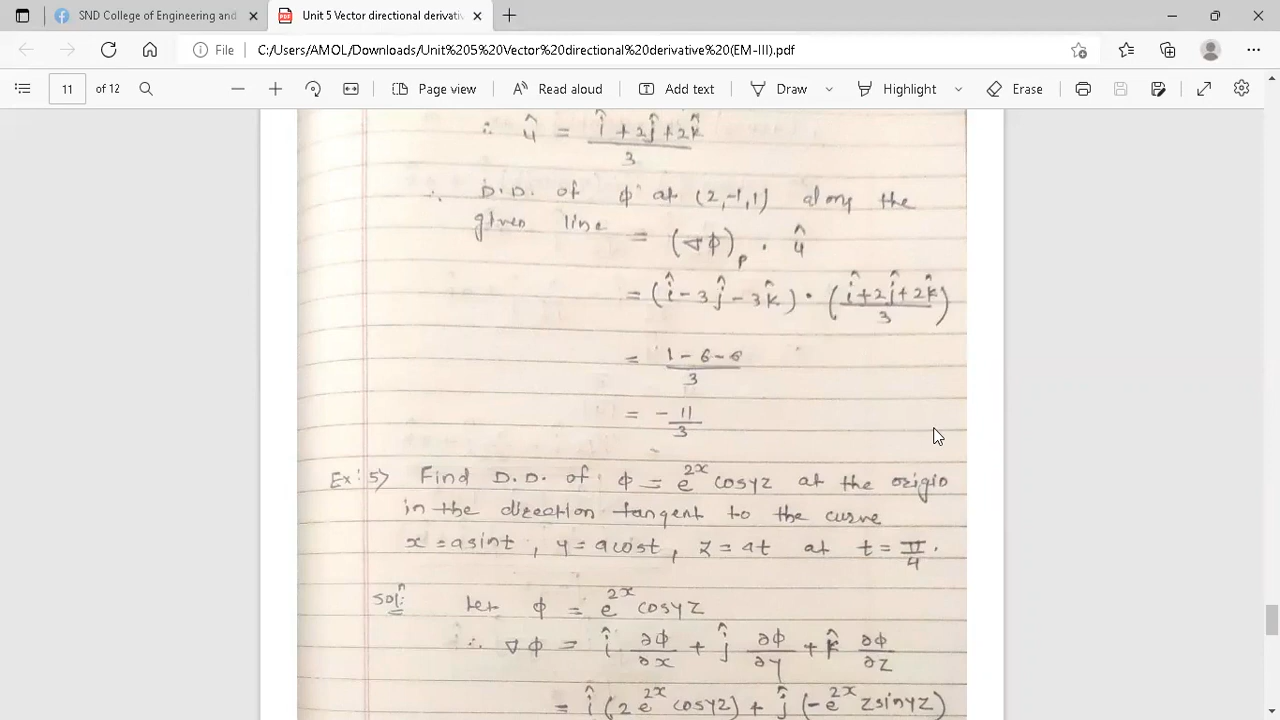 SND College of Engineering and
Unit 5 Vector directional derivativ
File
C:/Users/AMOL/Downloads/Unit%205%20Vector%20directional%20derivative%20(EM-III).pdf
11 of 12
Page view
Read aloud
Add text
Draw
Highlight
Erase
∴ û = (î + 2ĵ + 2k̂)/3
∴ D.D. of ϕ at (2,-1,1) along the
given line = (∇ϕ)p · û
= (î - 3ĵ - 3k̂) · (î+2ĵ+2k̂)/3
= (1-6-6)/3
= -11/3
Ex: 5) Find D.D. of ϕ = e^2x cosyz at the origio
in the direction tangent to the curve
x = asint, y = acost, z = at at t = π/4.
Solⁿ: Let ϕ = e^2x cosyz
∴ ∇ϕ = î ∂ϕ/∂x + ĵ ∂ϕ/∂y + k̂ ∂ϕ/∂z
= î (2e^2x cosyz) + ĵ (-e^2x zsinyz)